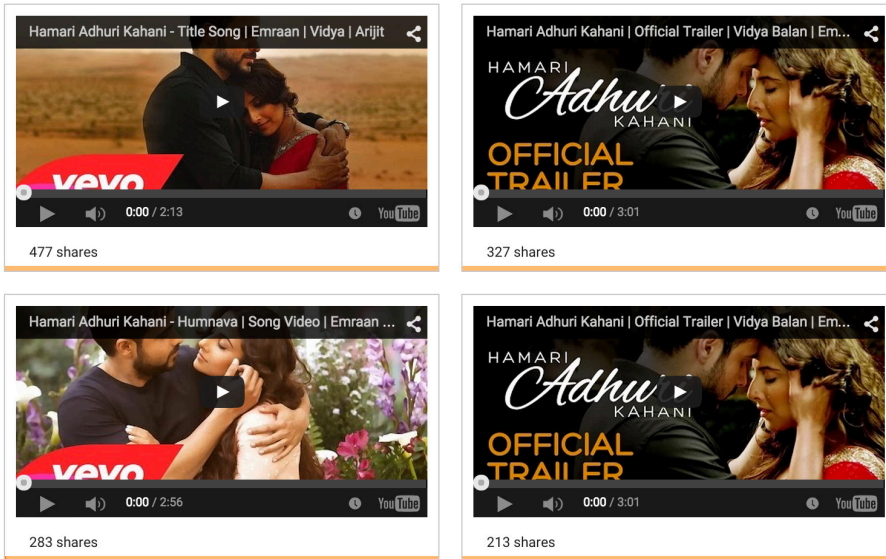 Hamari Adhuri Kahani - Title Song | Emraan | Vidya | Arijit
vevo
0:00 / 2:13
YouTube
477 shares
Hamari Adhuri Kahani | Official Trailer | Vidya Balan | Em...
HAMARI
Adhuri
KAHANI
OFFICIAL
TRAILER
0:00 / 3:01
YouTube
327 shares
Hamari Adhuri Kahani - Humnava | Song Video | Emraan ...
vevo
0:00 / 2:56
YouTube
283 shares
Hamari Adhuri Kahani | Official Trailer | Vidya Balan | Em...
HAMARI
Adhuri
KAHANI
OFFICIAL
TRAILER
0:00 / 3:01
YouTube
213 shares